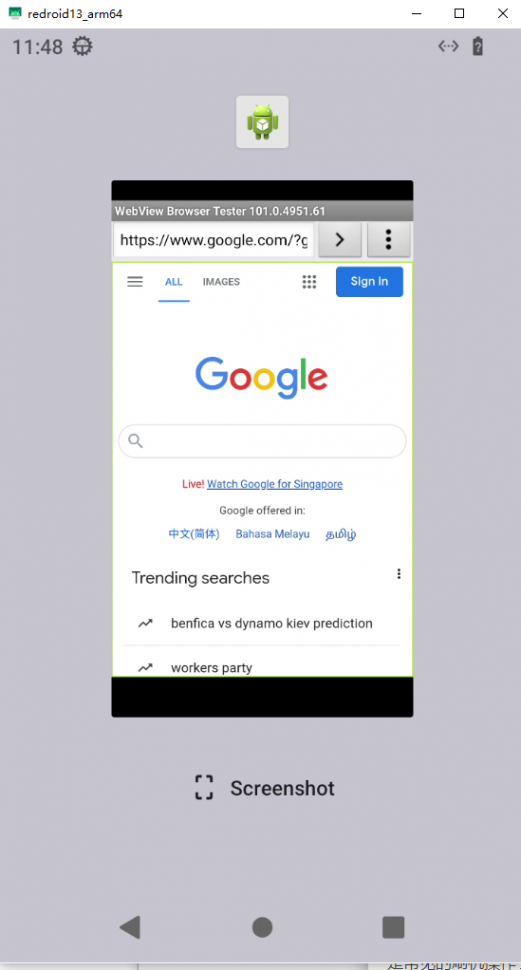 redroid13_arm64
11:48
WebView Browser Tester 101.0.4951.61
https://www.google.com/?g
ALL IMAGES Sign in
Google
Live! Watch Google for Singapore
Google offered in:
中文(简体) Bahasa Melayu தமிழ்
Trending searches
benfica vs dynamo kiev prediction
workers party
Screenshot